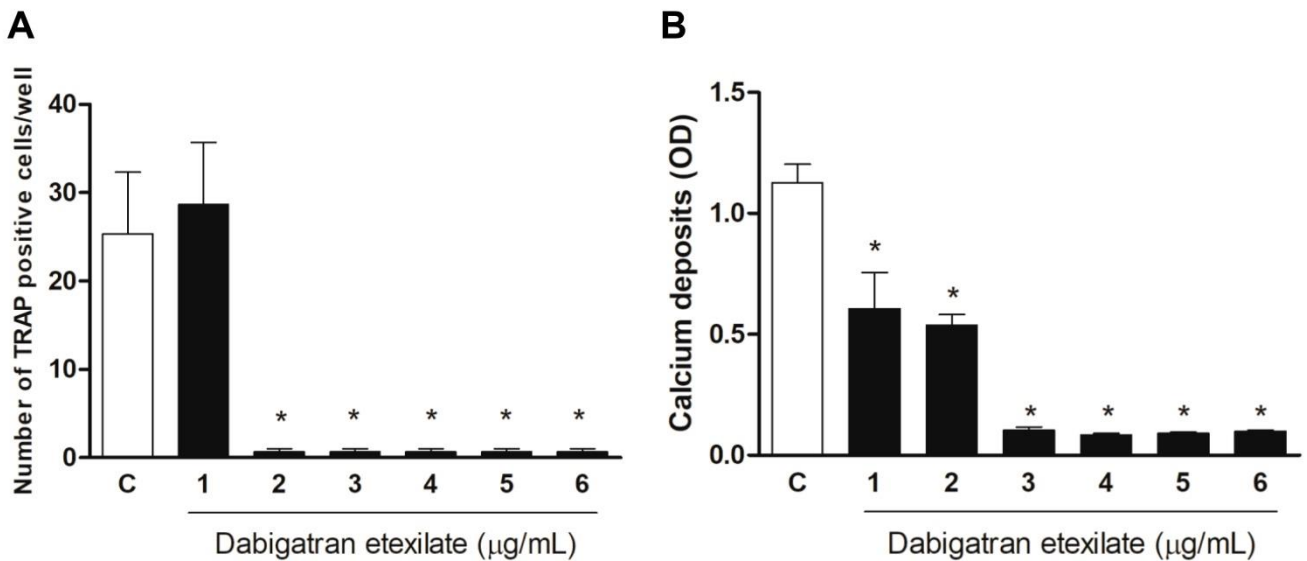 A
Number of TRAP positive cells/well
40
30
20
10
0
* * * * *
C 1 2 3 4 5 6
Dabigatran etexilate (µg/mL)
B
Calcium deposits (OD)
1.5
1.0
0.5
0.0
* * * * * *
C 1 2 3 4 5 6
Dabigatran etexilate (µg/mL)